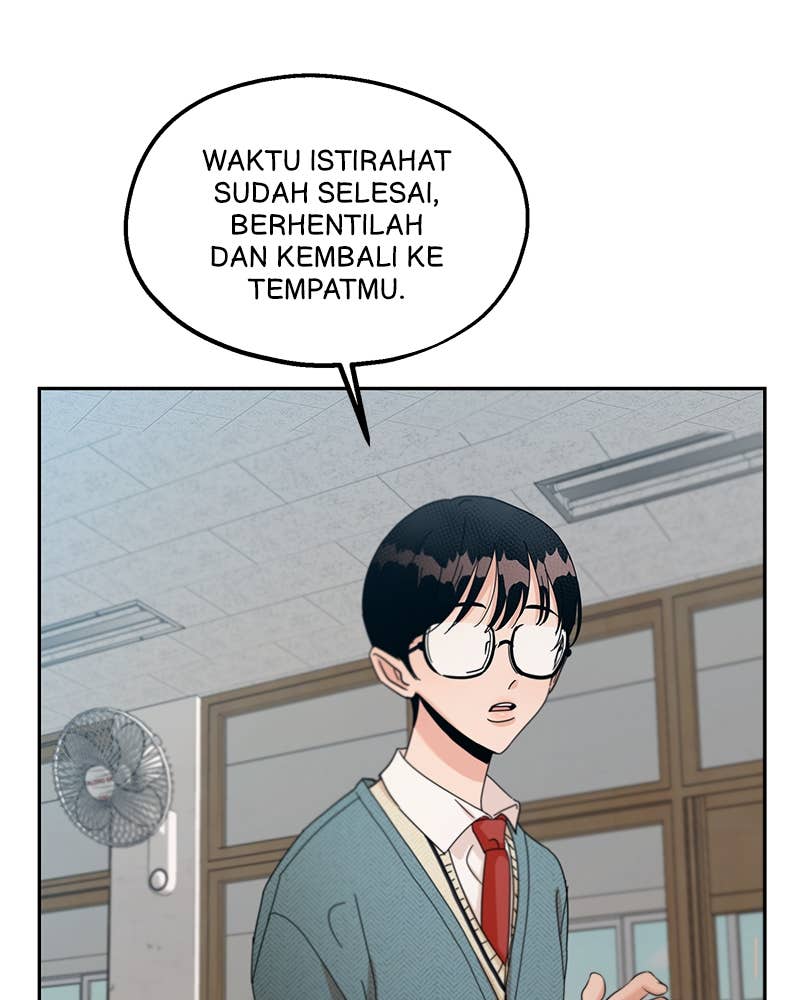 WAKTU ISTIRAHAT
SUDAH SELESAI,
BERHENTILAH
DAN KEMBALI KE
TEMPATMU.